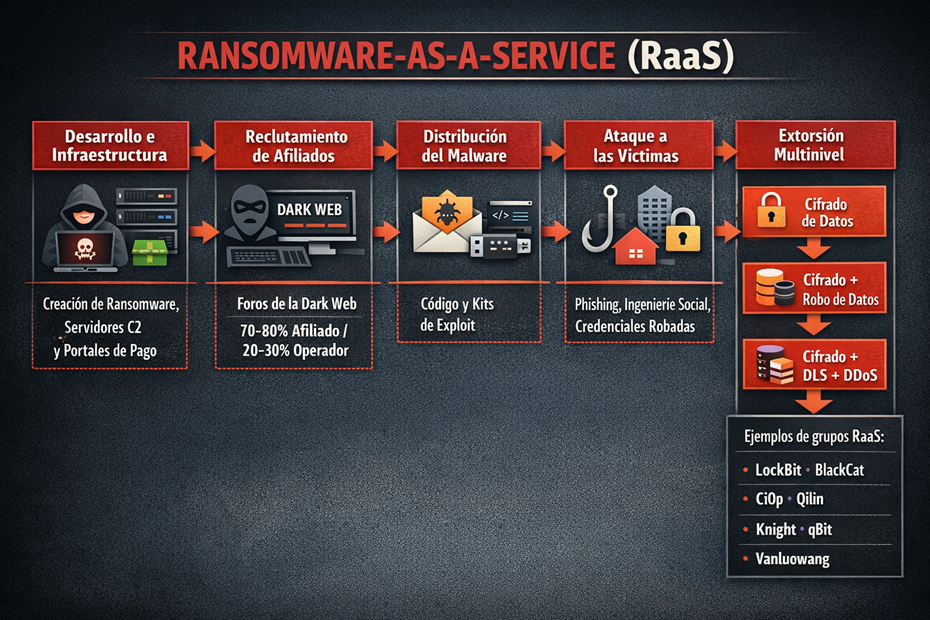 RANSOMWARE-AS-A-SERVICE (RaaS)
Desarrollo e
Infraestructura
Creación de Ransomware,
Servidores C2
y Portales de Pago
Reclutamiento
de Afiliados
DARK WEB
Foros de la Dark Web
70-80% Afiliado /
20-30% Operador
Distribución
del Malware
</>
Código y Kits
de Exploit
Ataque a
las Victimas
Phishing, Ingenierie Social,
Credenciales Robadas
Extorsión
Multinivel
Cifrado
de Datos
Cifrado +
Robo de Datos
Cifrado +
DLS + DDoS
Ejemplos de grupos RaaS:
• LockBit • BlackCat
• CiOp • Qilin
• Knight • qBit
• Vanluowang